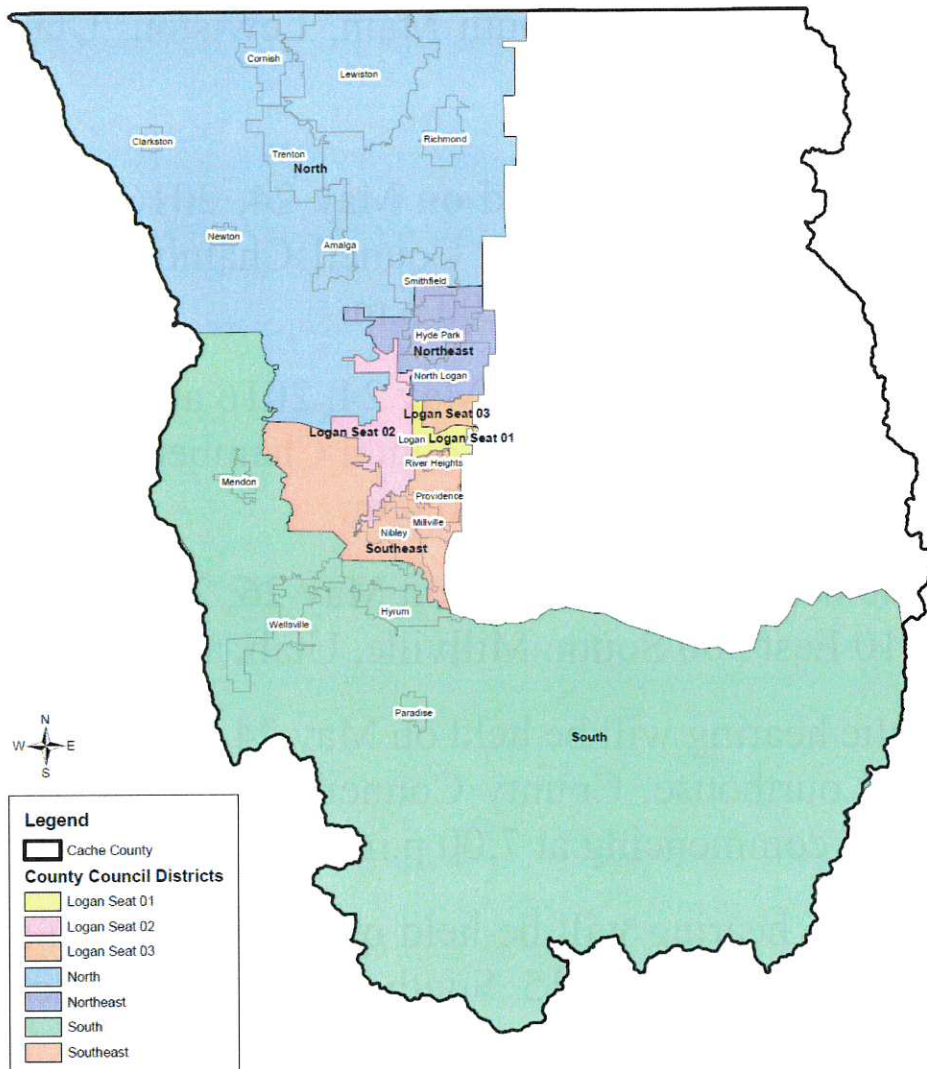 Cornish
Lewiston
Clarkston
Richmond
Trenton
North
Newton
Amalga
Smithfield
Hyde Park
Northeast
North Logan
Logan Seat 03
Logan Seat 02
Logan
Logan Seat 01
River Heights
Mendon
Providence
Millville
Nibley
Southeast
Hyrum
Wellsville
Paradise
South
N
W
E
S
Legend
Cache County
County Council Districts
Logan Seat 01
Logan Seat 02
Logan Seat 03
North
Northeast
South
Southeast